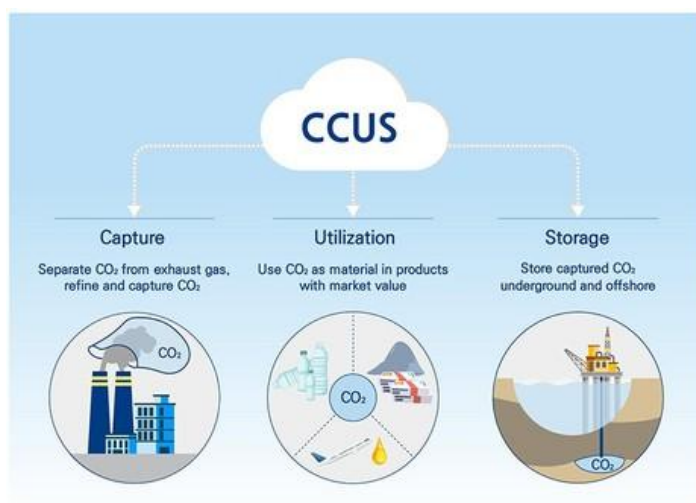 CCUS
Capture
Separate CO₂ from exhaust gas,
refine and capture CO₂
Utilization
Use CO₂ as material in products
with market value
Storage
Store captured CO₂
underground and offshore
CO₂
CO₂
CO₂